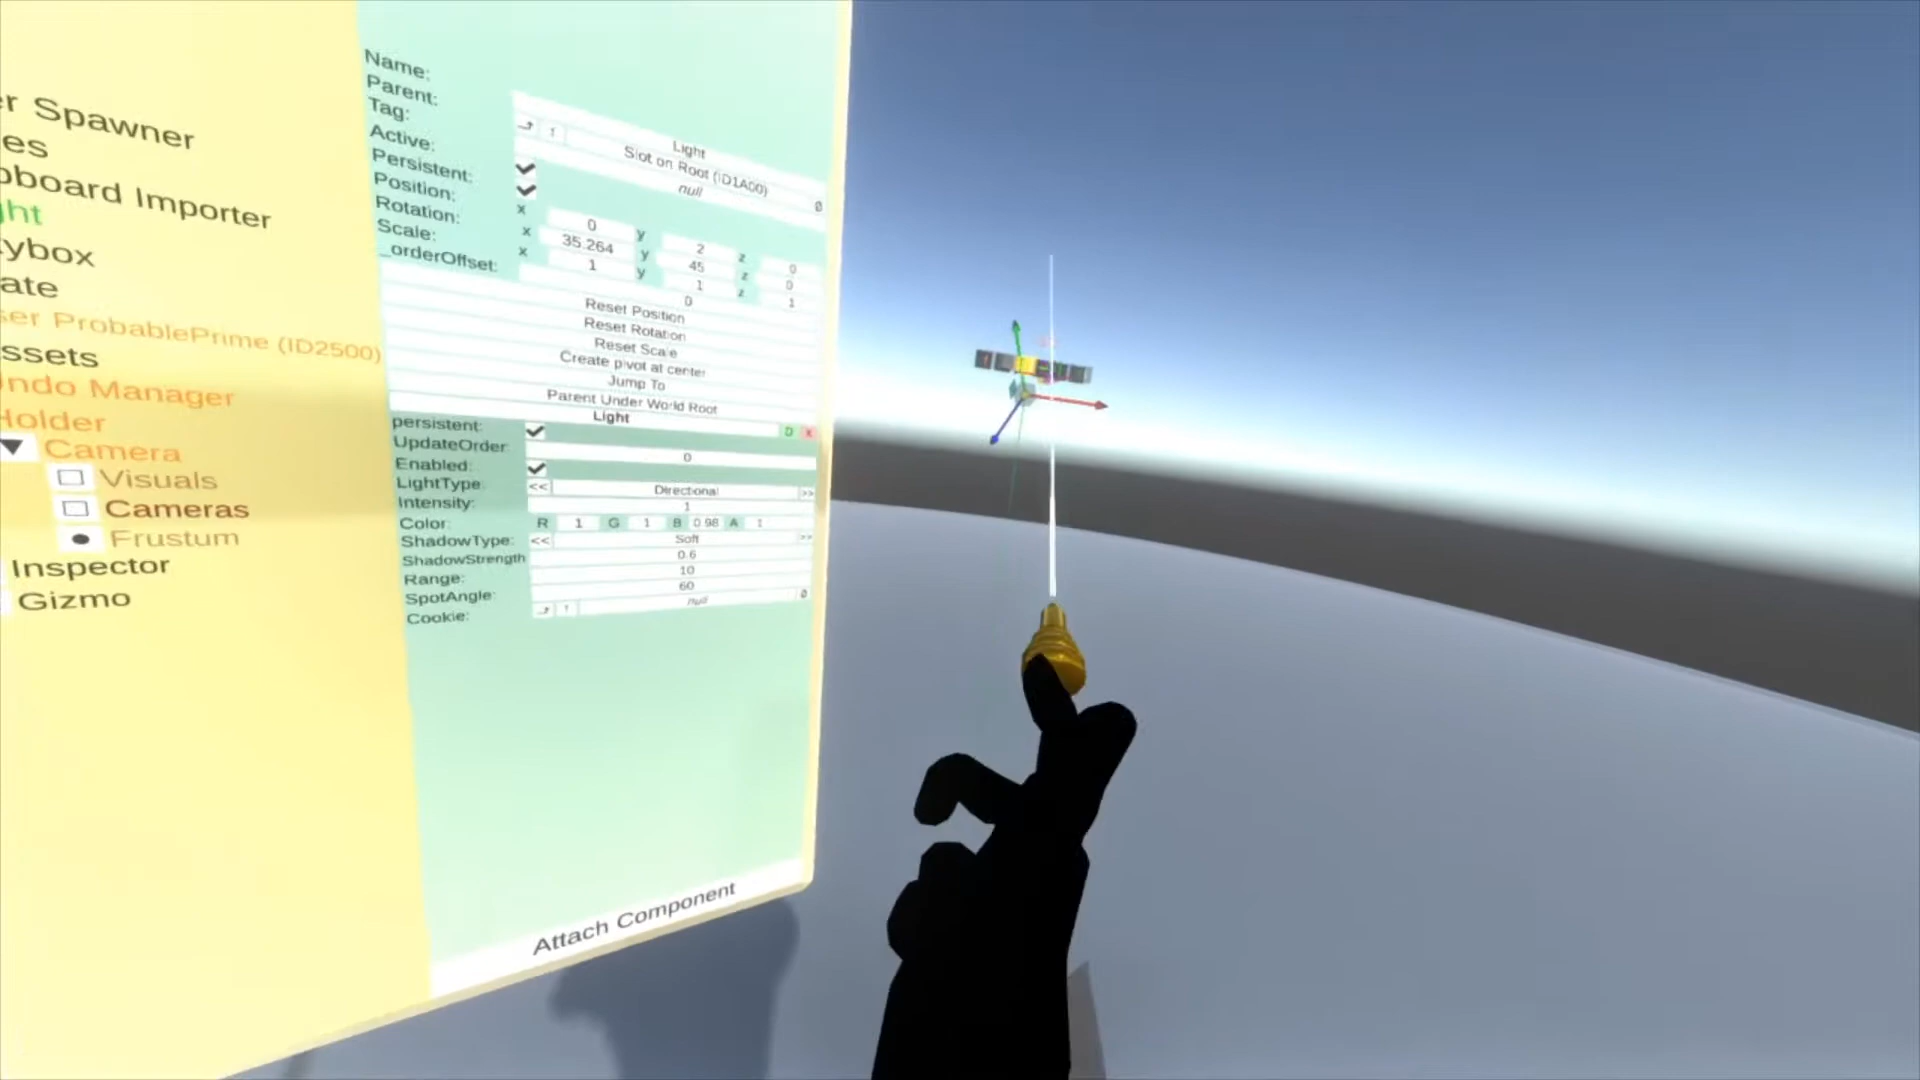 er Spawner
es
pboard Importer
ght
ybox
ate
ser ProbablePrime (ID2500)
ssets
Undo Manager
Holder
Camera
Visuals
Cameras
Frustum
Inspector
Gizmo
Name: Light
Parent: Slot on Root (ID1A00)
Tag: null
Active:
Persistent:
Position: x 0 y 2 z 0
Rotation: x 35.264 y 45 z 0
Scale: x 1 y 1 z 1
_orderOffset: 0
Reset Position
Reset Rotation
Reset Scale
Create pivot at center
Jump To
Parent Under World Root
Light D X
persistent:
UpdateOrder: 0
Enabled:
LightType: << Directional >>
Intensity: 1
Color: R 1 G 1 B 0.98 A 1
ShadowType: << Soft >>
ShadowStrength 0.6
Range: 10
SpotAngle: 60
Cookie: null
Attach Component